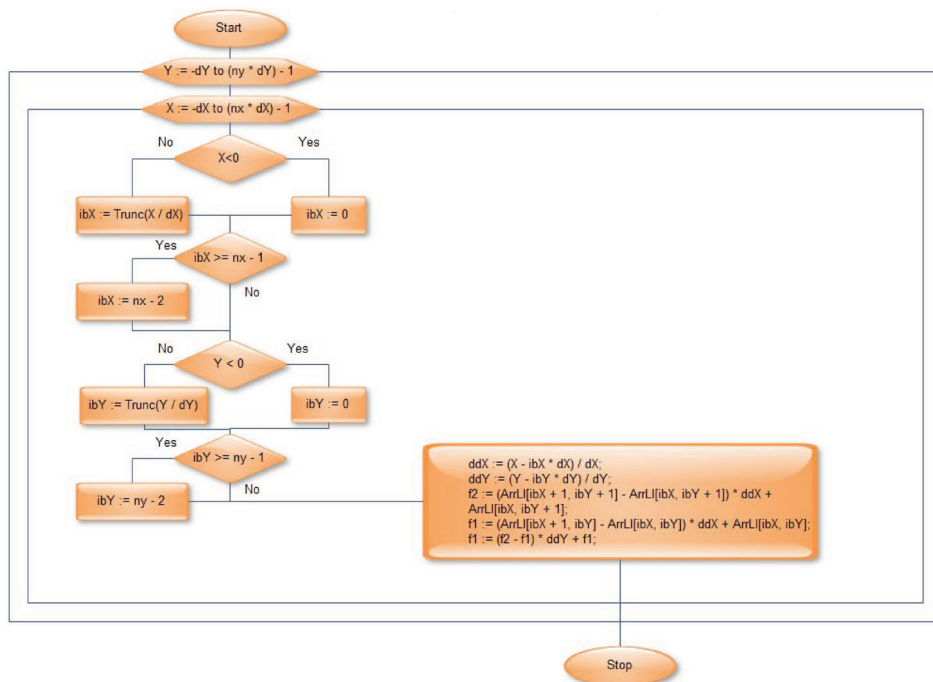 Start
Y := -dY to (ny * dY) - 1
X := -dX to (nx * dX) - 1
No
Yes
X<0
ibX := Trunc(X / dX)
ibX := 0
Yes
ibX >= nx - 1
No
ibX := nx - 2
No
Yes
Y < 0
ibY := Trunc(Y / dY)
ibY := 0
Yes
ibY >= ny - 1
No
ibY := ny - 2
ddX := (X - ibX * dX) / dX;
ddY := (Y - ibY * dY) / dY;
f2 := (ArrLI[ibX + 1, ibY + 1] - ArrLI[ibX, ibY + 1]) * ddX +
ArrLI[ibX, ibY + 1];
f1 := (ArrLI[ibX + 1, ibY] - ArrLI[ibX, ibY]) * ddX + ArrLI[ibX, ibY];
f1 := (f2 - f1) * ddY + f1;
Stop